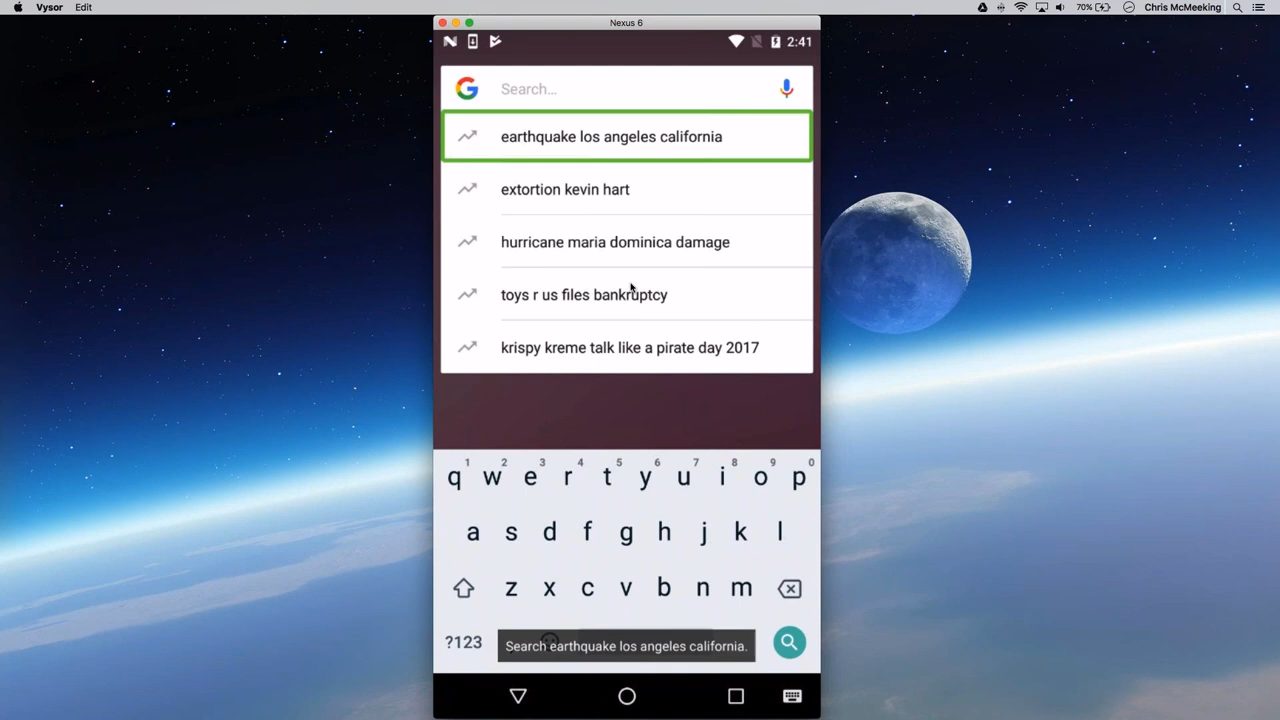 Vysor Edit
70% Chris McMeeking
Nexus 6
2:41
Search...
earthquake los angeles california
extortion kevin hart
hurricane maria dominica damage
toys r us files bankruptcy
krispy kreme talk like a pirate day 2017
1 2 3 4 5 6 7 8 9 0
q w e r t y u i o p
a s d f g h j k l
z x c v b n m
?123
Search earthquake los angeles california.